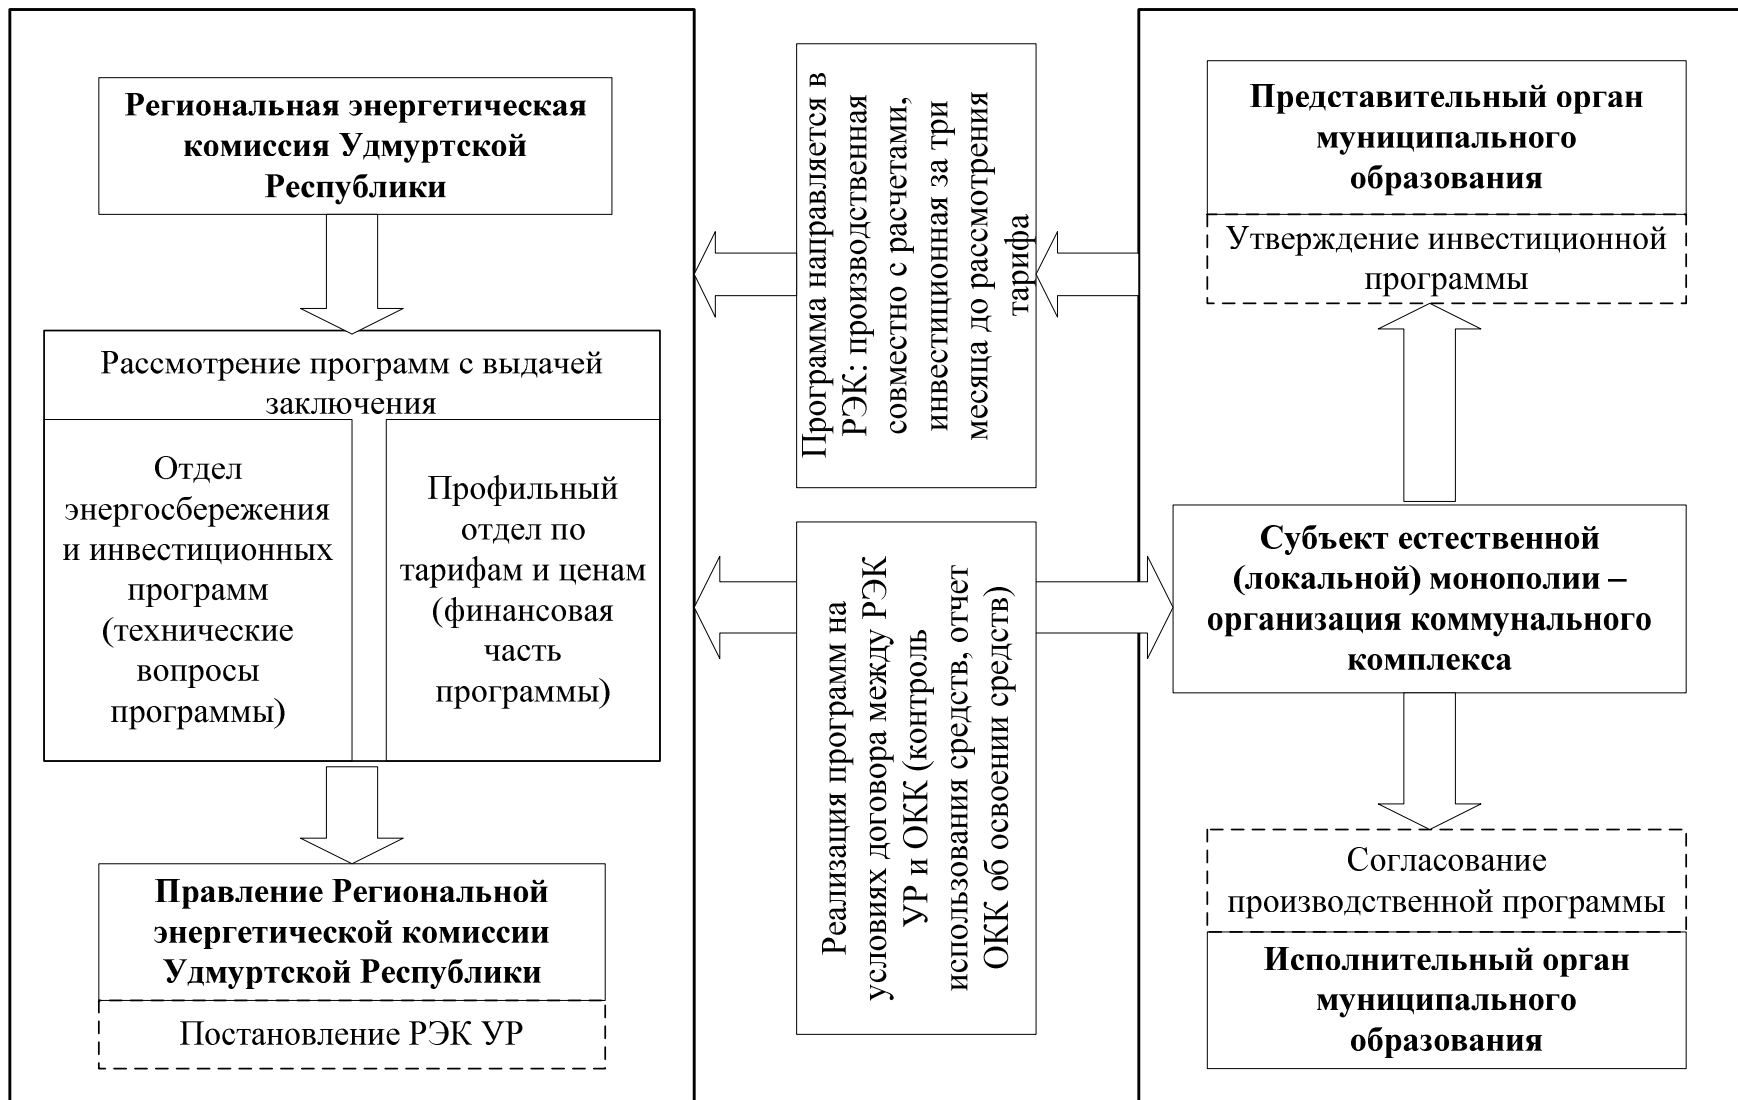 Региональная энергетическая
комиссия Удмуртской
Республики
Рассмотрение программ с выдачей
заключения
Отдел
энергосбережения
и инвестиционных
программ
(технические
вопросы
программы)
Профильный
отдел по
тарифам и ценам
(финансовая
часть
программы)
Правление Региональной
энергетической комиссии
Удмуртской Республики
Постановление РЭК УР
Программа направляется в
РЭК: производственная
совместно с расчетами,
инвестиционная за три
месяца до рассмотрения
тарифа
Реализация программ на
условиях договора между РЭК
УР и ОКК (контроль
использования средств, отчет
ОКК об освоении средств)
Представительный орган
муниципального
образования
Утверждение инвестиционной
программы
Субъект естественной
(локальной) монополии –
организация коммунального
комплекса
Согласование
производственной программы
Исполнительный орган
муниципального
образования